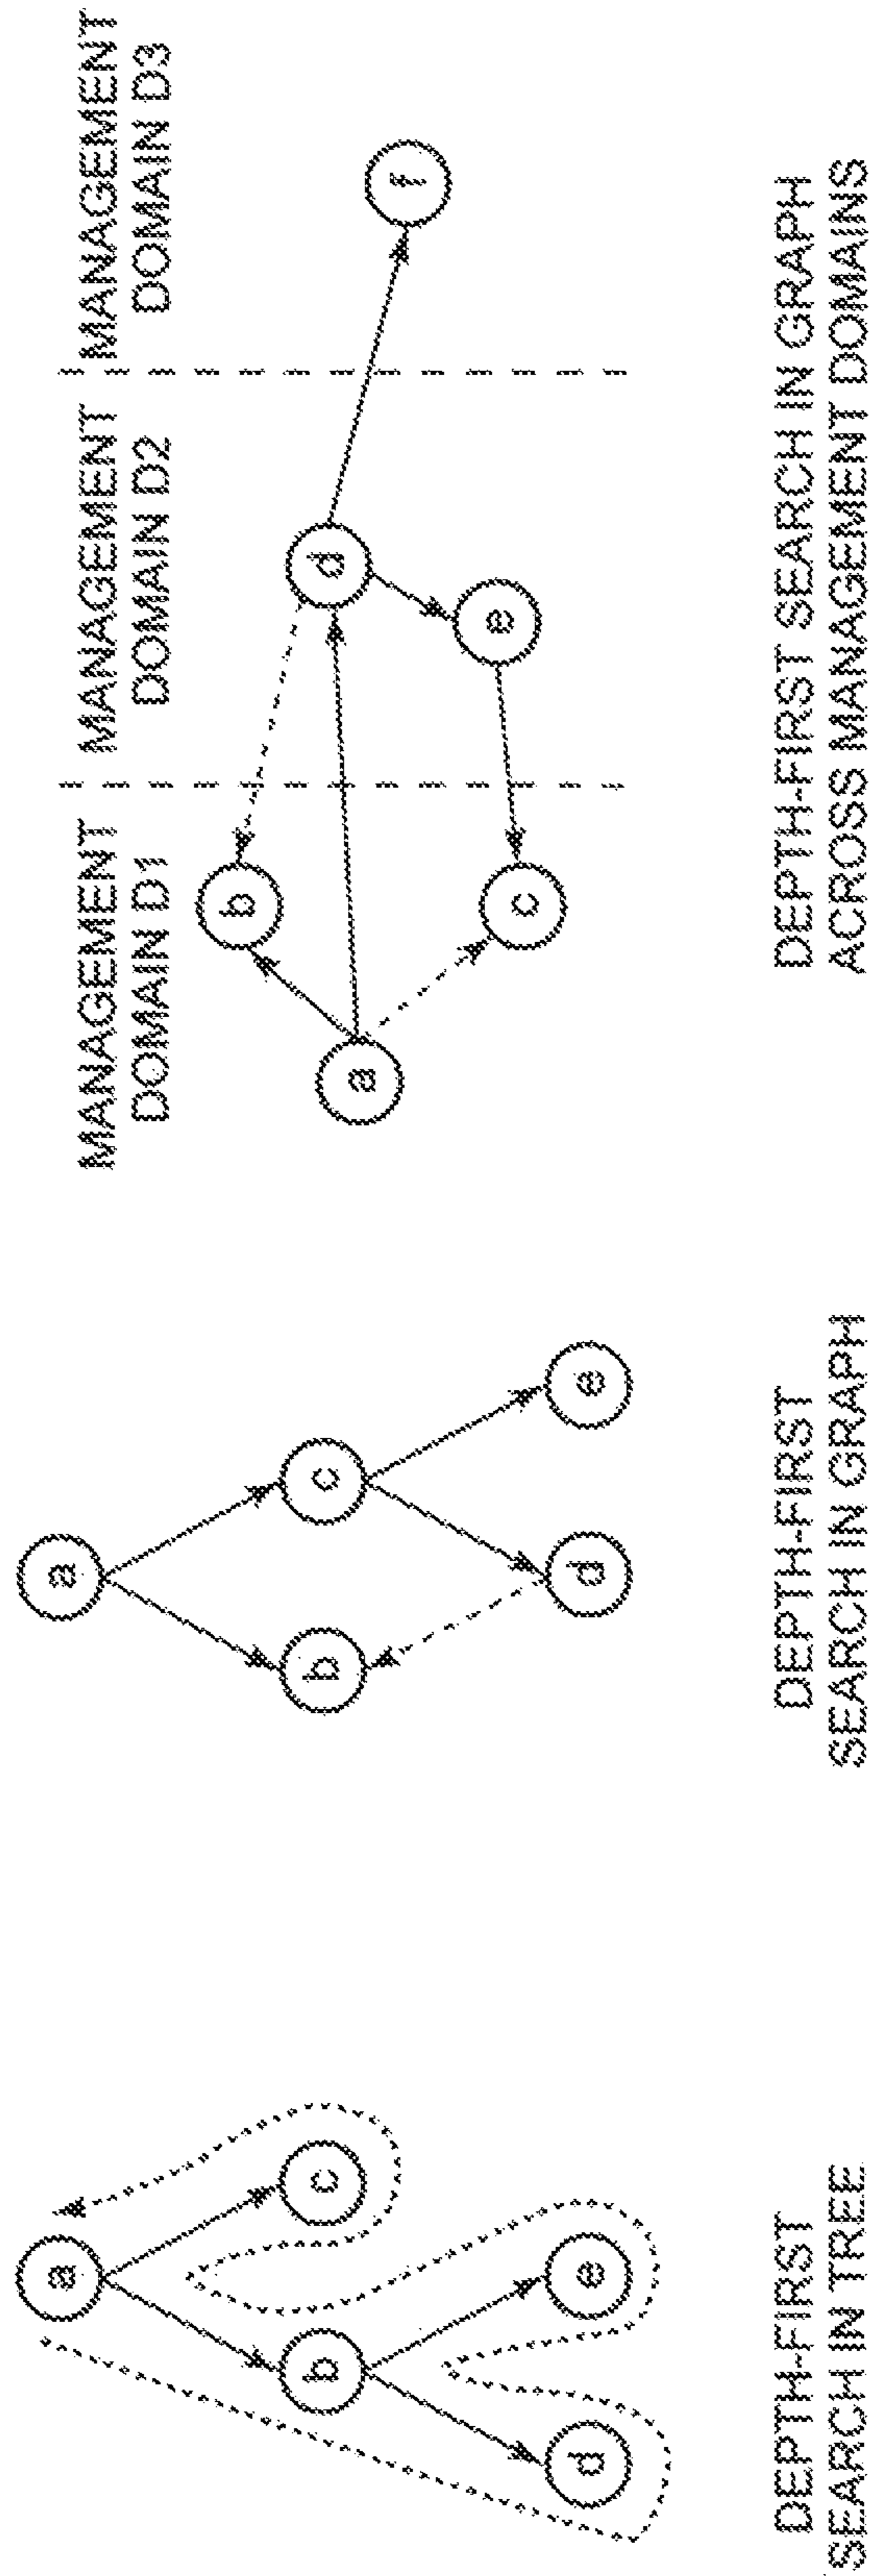 a
b
c
d
e
DEPTH-FIRST
SEARCH IN TREE
a
b
c
d
e
DEPTH-FIRST
SEARCH IN GRAPH
MANAGEMENT
DOMAIN D1
MANAGEMENT
DOMAIN D2
MANAGEMENT
DOMAIN D3
b
d
f
a
e
c
DEPTH-FIRST SEARCH IN GRAPH
ACROSS MANAGEMENT DOMAINS